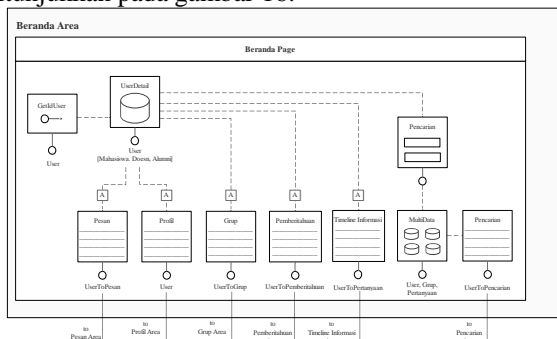 ditunjukkan pada gambar 16.
Beranda Area
Beranda Page
UserDetail
GetIdUser
User
User
[Mahasiswa. Doesn, Alumni]
Pencarian
A
A
A
A
A
Pesan
Profil
Grup
Pemberitahuan
Timeline Informasi
MultiData
Pencarian
UserToPesan
User
UserToGrup
UserToPemberitahuan
UserToPertanyaan
User, Grup,
Pertanyaan
UserToPencarian
to
Pesan Area
to
Profil Area
to
Grup Area
to
Pemberitahuan
to
Timeline Informasi
to
Pencarian